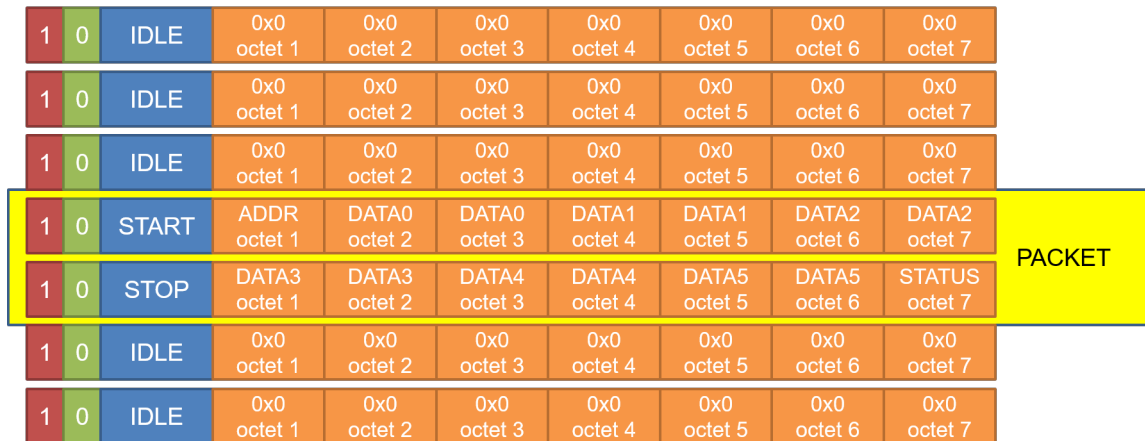 1 0 IDLE 0x0 octet 1 0x0 octet 2 0x0 octet 3 0x0 octet 4 0x0 octet 5 0x0 octet 6 0x0 octet 7
1 0 IDLE 0x0 octet 1 0x0 octet 2 0x0 octet 3 0x0 octet 4 0x0 octet 5 0x0 octet 6 0x0 octet 7
1 0 IDLE 0x0 octet 1 0x0 octet 2 0x0 octet 3 0x0 octet 4 0x0 octet 5 0x0 octet 6 0x0 octet 7
1 0 START ADDR octet 1 DATA0 octet 2 DATA0 octet 3 DATA1 octet 4 DATA1 octet 5 DATA2 octet 6 DATA2 octet 7
PACKET
1 0 STOP DATA3 octet 1 DATA3 octet 2 DATA4 octet 3 DATA4 octet 4 DATA5 octet 5 DATA5 octet 6 STATUS octet 7
1 0 IDLE 0x0 octet 1 0x0 octet 2 0x0 octet 3 0x0 octet 4 0x0 octet 5 0x0 octet 6 0x0 octet 7
1 0 IDLE 0x0 octet 1 0x0 octet 2 0x0 octet 3 0x0 octet 4 0x0 octet 5 0x0 octet 6 0x0 octet 7